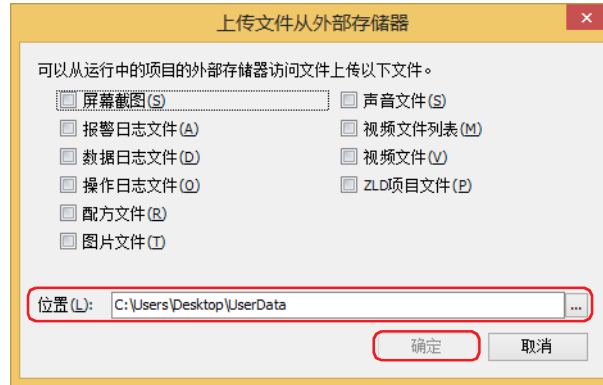 上传文件从外部存储器
×
可以从运行中的项目的外部存储器访问文件上传以下文件。
屏幕截图(S)
声音文件(S)
报警日志文件(A)
视频文件列表(M)
数据日志文件(D)
视频文件(V)
操作日志文件(O)
ZLD项目文件(P)
配方文件(R)
图片文件(T)
位置(L): C:\Users\Desktop\UserData ...
确定 取消